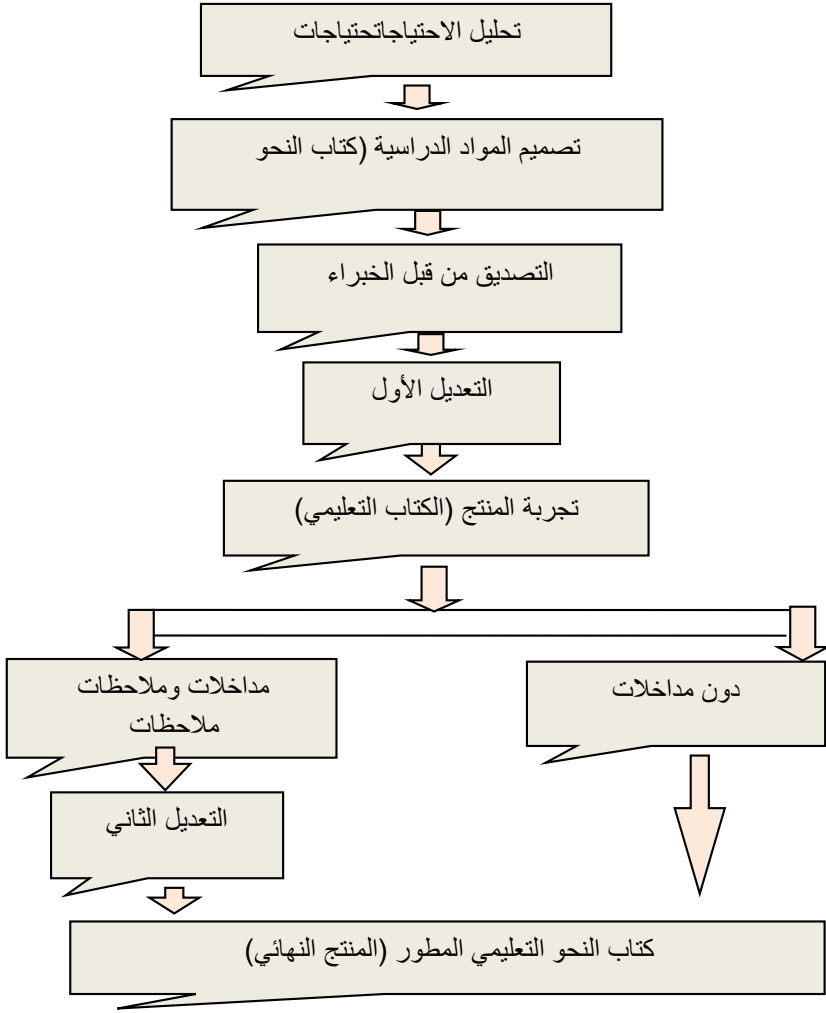 تحليل الاحتياجاتحتياجات
تصميم المواد الدراسية (كتاب النحو
التصديق من قبل الخبراء
التعديل الأول
تجربة المنتج (الكتاب التعليمي)
دون مداخلات
مداخلات وملاحظات
ملاحظات
التعديل الثاني
كتاب النحو التعليمي المطور (المنتج النهائي)